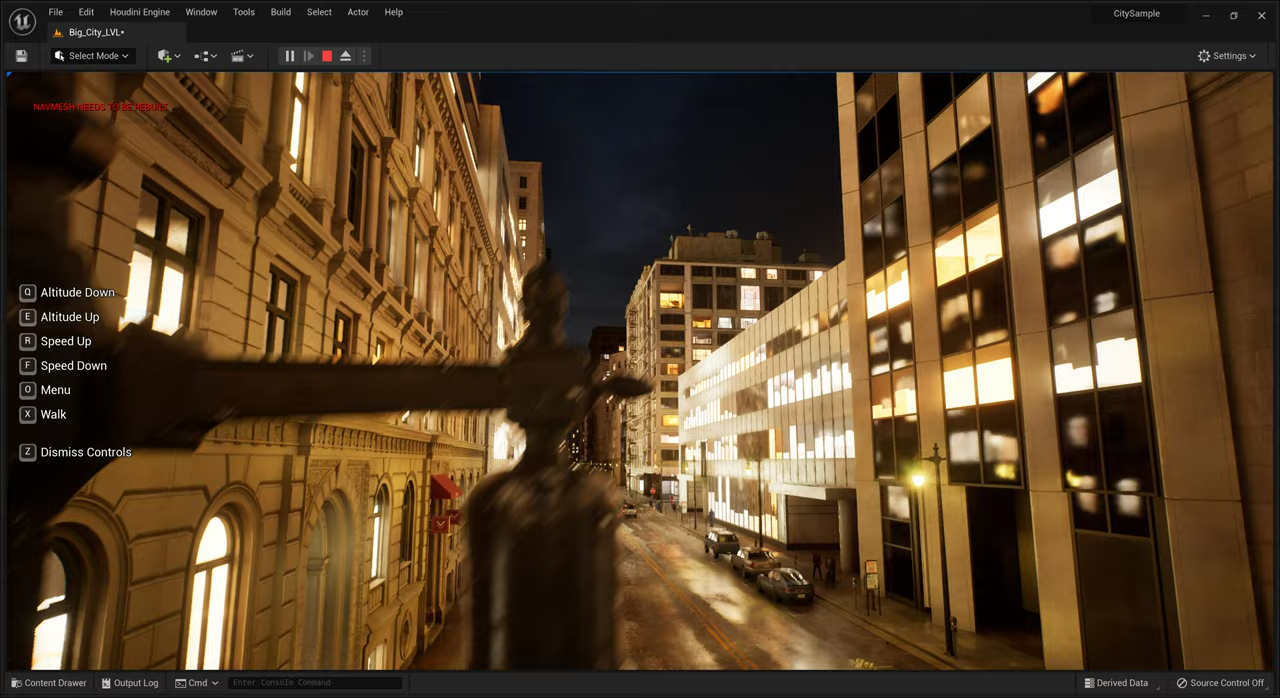 File Edit Houdini Engine Window Tools Build Select Actor Help
CitySample
Big_City_LVL*
Select Mode
Settings
NAVMESH NEEDS TO BE REBUILT
Q Altitude Down
E Altitude Up
R Speed Up
F Speed Down
O Menu
X Walk
Z Dismiss Controls
Content Drawer Output Log Cmd Enter Console Command Derived Data Source Control Off